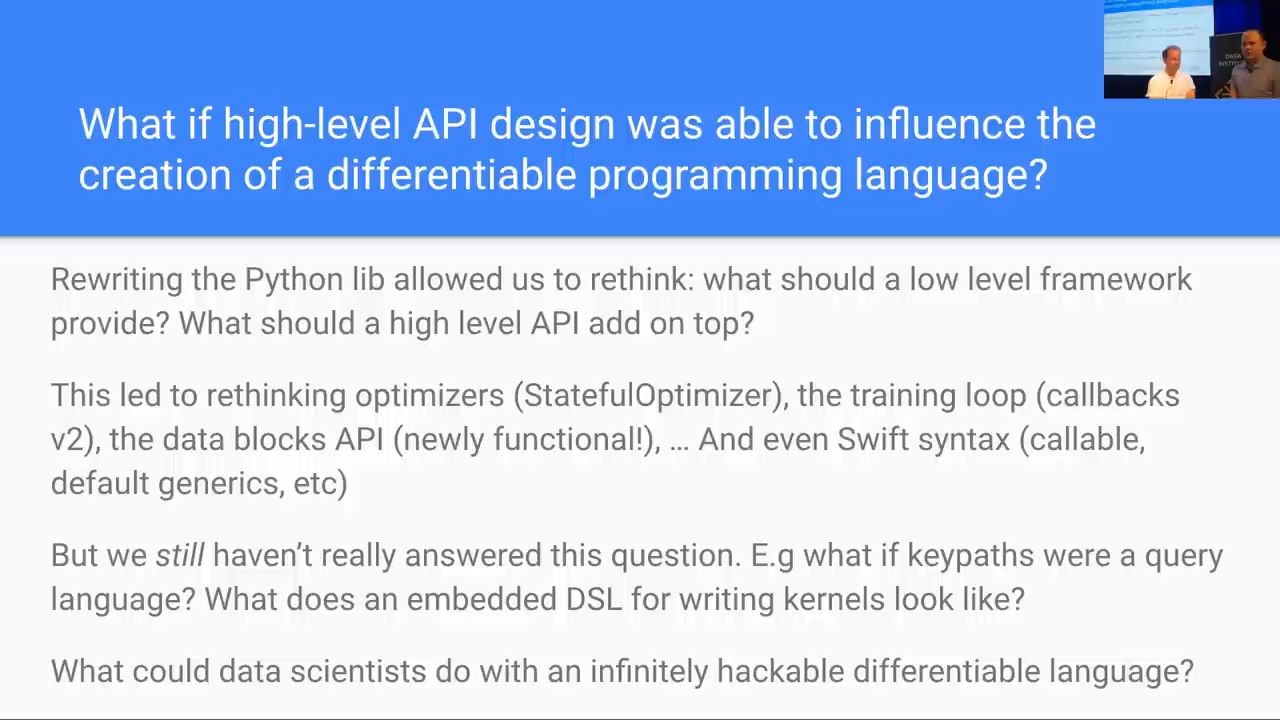 What if high-level API design was able to influence the
creation of a differentiable programming language?
Rewriting the Python lib allowed us to rethink: what should a low level framework
provide? What should a high level API add on top?
This led to rethinking optimizers (StatefulOptimizer), the training loop (callbacks
v2), the data blocks API (newly functional!), … And even Swift syntax (callable,
default generics, etc)
But we still haven’t really answered this question. E.g what if keypaths were a query
language? What does an embedded DSL for writing kernels look like?
What could data scientists do with an infinitely hackable differentiable language?